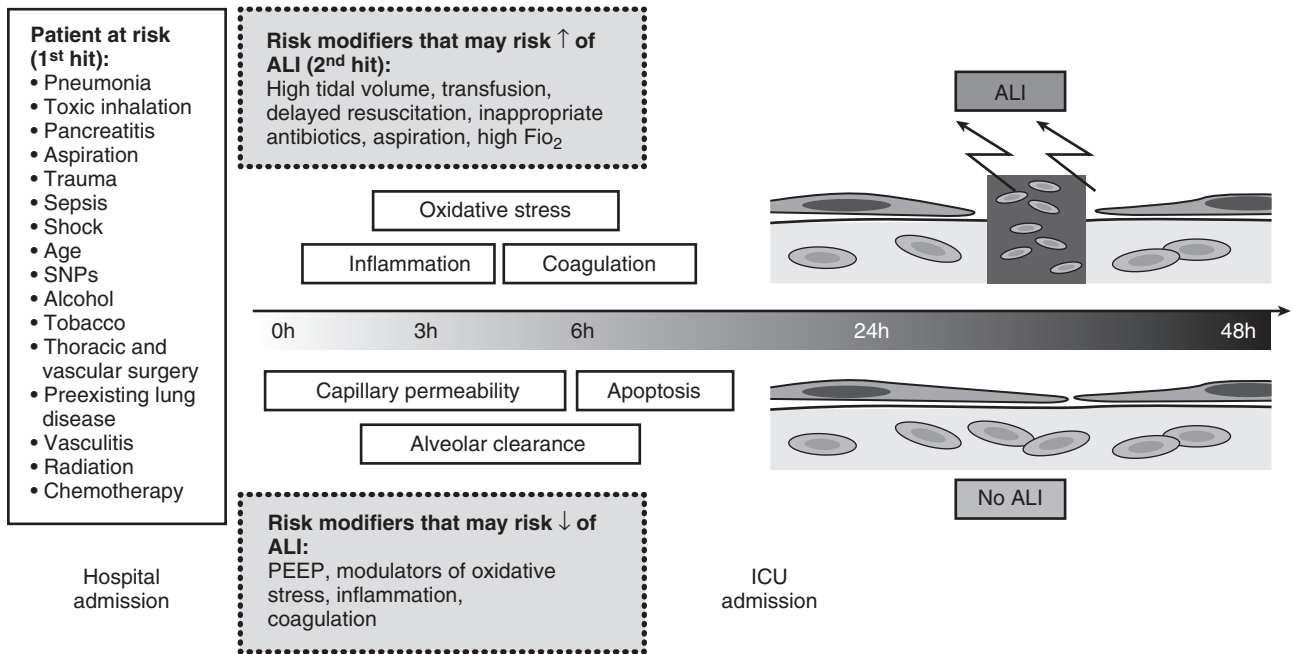 Patient at risk
(1st hit):
• Pneumonia
• Toxic inhalation
• Pancreatitis
• Aspiration
• Trauma
• Sepsis
• Shock
• Age
• SNPs
• Alcohol
• Tobacco
• Thoracic and
vascular surgery
• Preexisting lung
disease
• Vasculitis
• Radiation
• Chemotherapy
Hospital
admission
Risk modifiers that may risk ↑ of
ALI (2nd hit):
High tidal volume, transfusion,
delayed resuscitation, inappropriate
antibiotics, aspiration, high Fio2
Oxidative stress
Inflammation
Coagulation
ALI
0h 3h 6h 24h 48h
Capillary permeability
Apoptosis
Alveolar clearance
No ALI
Risk modifiers that may risk ↓ of
ALI:
PEEP, modulators of oxidative
stress, inflammation,
coagulation
ICU
admission